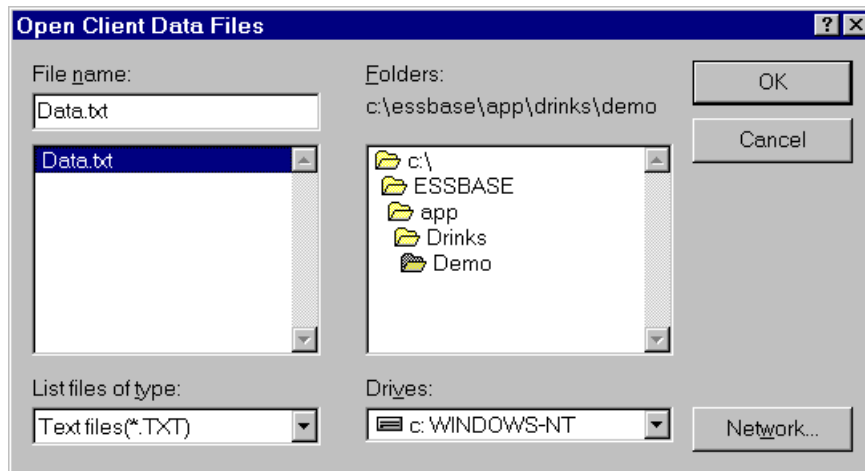 Open Client Data Files
File name:
Data.txt
Data.txt
List files of type:
Text files(*.TXT)
Folders:
c:\essbase\app\drinks\demo
c:\
ESSBASE
app
Drinks
Demo
Drives:
c: WINDOWS-NT
OK
Cancel
Network...